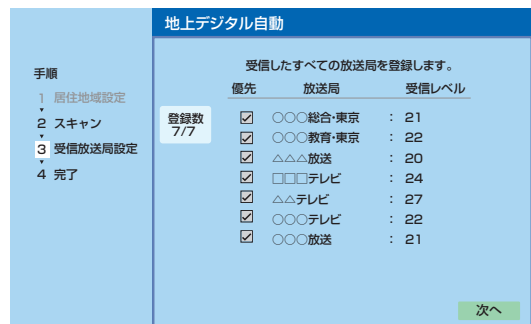 地上デジタル自動
手順
1 居住地域設定
2 スキャン
3 受信放送局設定
4 完了
受信したすべての放送局を登録します。
優先 放送局 受信レベル
登録数
7/7
○○○総合・東京 : 21
○○○教育・東京 : 22
△△△放送 : 20
□□□テレビ : 24
△△テレビ : 27
○○○テレビ : 22
○○○放送 : 21
次へ